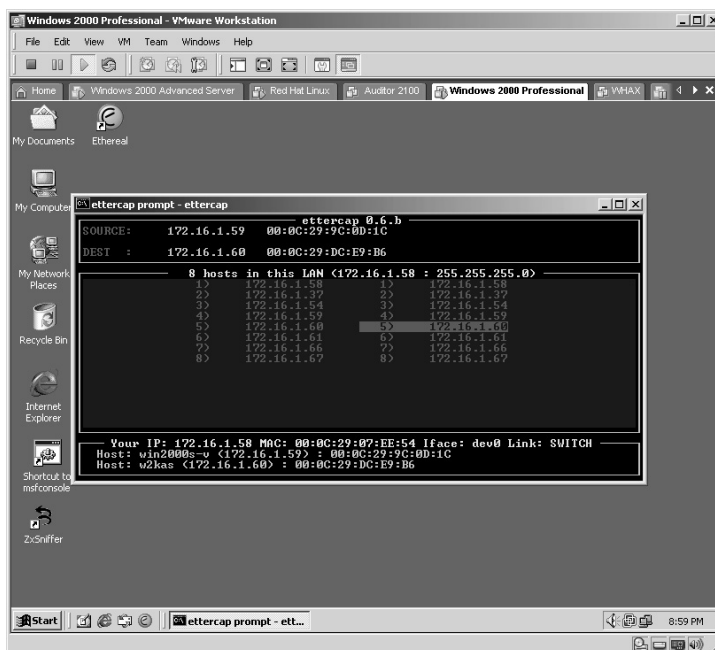 Windows 2000 Professional - VMware Workstation
File Edit View VM Team Windows Help
Home Windows 2000 Advanced Server Red Hat Linux Auditor 2100 Windows 2000 Professional WHAX
My Documents Ethereal
My Computer
ettercap prompt - ettercap
ettercap 0.6.b
SOURCE: 172.16.1.59 00:0C:29:9C:0D:1C
DEST : 172.16.1.60 00:0C:29:DC:E9:B6
8 hosts in this LAN (172.16.1.58 : 255.255.255.0)
1) 172.16.1.58 1) 172.16.1.58
2) 172.16.1.37 2) 172.16.1.37
3) 172.16.1.54 3) 172.16.1.54
4) 172.16.1.59 4) 172.16.1.59
5) 172.16.1.60 5) 172.16.1.60
6) 172.16.1.61 6) 172.16.1.61
7) 172.16.1.66 7) 172.16.1.66
8) 172.16.1.67 8) 172.16.1.67
Your IP: 172.16.1.58 MAC: 00:0C:29:07:EE:54 Iface: dev0 Link: SWITCH
Host: win2000s-v (172.16.1.59) : 00:0C:29:9C:0D:1C
Host: w2kas (172.16.1.60) : 00:0C:29:DC:E9:B6
My Network
Places
Recycle Bin
Internet
Explorer
Shortcut to
msfconsole
ZxSniffer
Start ettercap prompt - ett... 8:59 PM